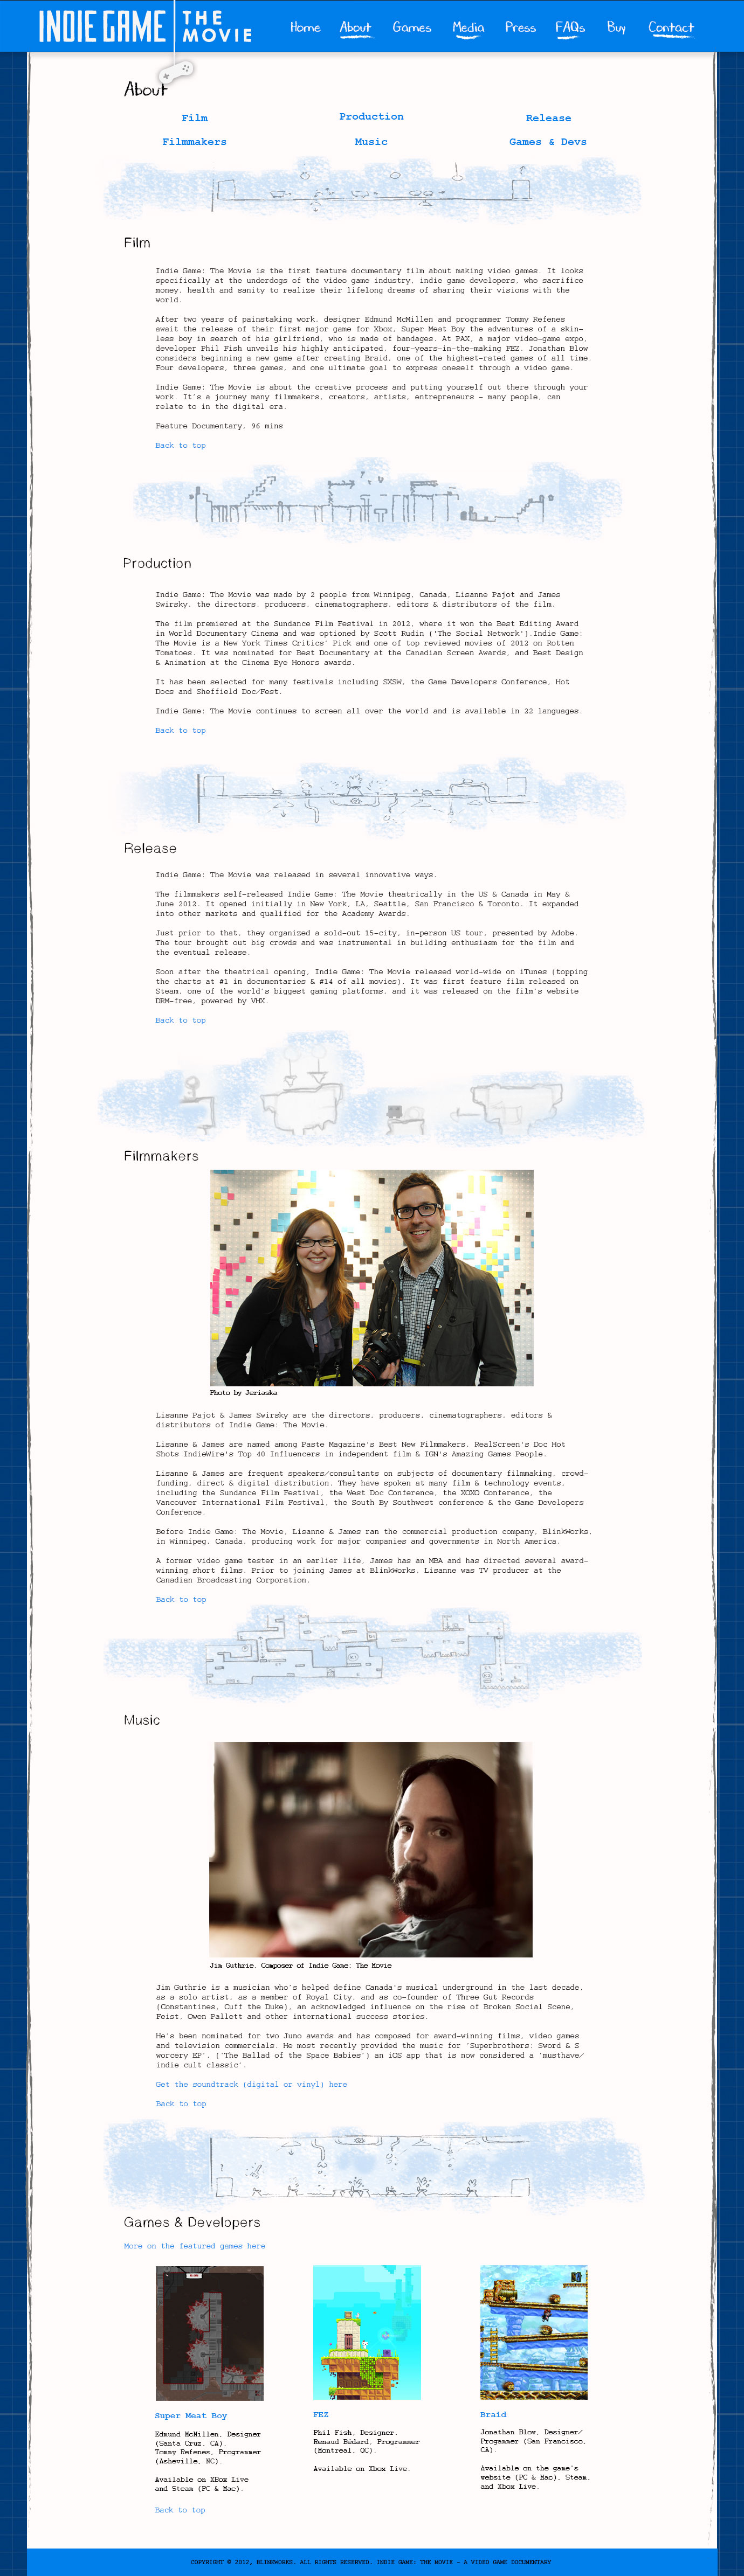 INDIE GAME THE MOVIE
Home About Games Media Press FAQs Buy Contact
About
Film Production Release
Filmmakers Music Games & Devs
Film
Indie Game: The Movie is the first feature documentary film about making video games. It looks
specifically at the underdogs of the video game industry, indie game developers, who sacrifice
money, health and sanity to realize their lifelong dreams of sharing their visions with the
world.
After two years of painstaking work, designer Edmund McMillen and programmer Tommy Refenes
await the release of their first major game for Xbox, Super Meat Boy the adventures of a skin-
less boy in search of his girlfriend, who is made of bandages. At PAX, a major video-game expo,
developer Phil Fish unveils his highly anticipated, four-years-in-the-making FEZ. Jonathan Blow
considers beginning a new game after creating Braid, one of the highest-rated games of all time.
Four developers, three games, and one ultimate goal to express oneself through a video game.
Indie Game: The Movie is about the creative process and putting yourself out there through your
work. It's a journey many filmmakers, creators, artists, entrepreneurs - many people, can
relate to in the digital era.
Feature Documentary, 96 mins
Back to top
Production
Indie Game: The Movie was made by 2 people from Winnipeg, Canada, Lisanne Pajot and James
Swirsky, the directors, producers, cinematographers, editors & distributors of the film.
The film premiered at the Sundance Film Festival in 2012, where it won the Best Editing Award
in World Documentary Cinema and was optioned by Scott Rudin ('The Social Network').Indie Game:
The Movie is a New York Times Critics' Pick and one of top reviewed movies of 2012 on Rotten
Tomatoes. It was nominated for Best Documentary at the Canadian Screen Awards, and Best Design
& Animation at the Cinema Eye Honors awards.
It has been selected for many festivals including SXSW, the Game Developers Conference, Hot
Docs and Sheffield Doc/Fest.
Indie Game: The Movie continues to screen all over the world and is available in 22 languages.
Back to top
Release
Indie Game: The Movie was released in several innovative ways.
The filmmakers self-released Indie Game: The Movie theatrically in the US & Canada in May &
June 2012. It opened initially in New York, LA, Seattle, San Francisco & Toronto. It expanded
into other markets and qualified for the Academy Awards.
Just prior to that, they organized a sold-out 15-city, in-person US tour, presented by Adobe.
The tour brought out big crowds and was instrumental in building enthusiasm for the film and
the eventual release.
Soon after the theatrical opening, Indie Game: The Movie released world-wide on iTunes (topping
the charts at #1 in documentaries & #14 of all movies). It was first feature film released on
Steam, one of the world's biggest gaming platforms, and it was released on the film's website
DRM-free, powered by VHX.
Back to top
Filmmakers
Photo by Jeriaska
Lisanne Pajot & James Swirsky are the directors, producers, cinematographers, editors &
distributors of Indie Game: The Movie.
Lisanne & James are named among Paste Magazine's Best New Filmmakers, RealScreen's Doc Hot
Shots IndieWire's Top 40 Influencers in independent film & IGN's Amazing Games People.
Lisanne & James are frequent speakers/consultants on subjects of documentary filmmaking, crowd-
funding, direct & digital distribution. They have spoken at many film & technology events,
including the Sundance Film Festival, the West Doc Conference, the XOXO Conference, the
Vancouver International Film Festival, the South By Southwest conference & the Game Developers
Conference.
Before Indie Game: The Movie, Lisanne & James ran the commercial production company, BlinkWorks,
in Winnipeg, Canada, producing work for major companies and governments in North America.
A former video game tester in an earlier life, James has an MBA and has directed several award-
winning short films. Prior to joining James at BlinkWorks, Lisanne was TV producer at the
Canadian Broadcasting Corporation.
Back to top
Music
Jim Guthrie, Composer of Indie Game: The Movie
Jim Guthrie is a musician who's helped define Canada's musical underground in the last decade,
as a solo artist, as a member of Royal City, and as co-founder of Three Gut Records
(Constantines, Cuff the Duke), an acknowledged influence on the rise of Broken Social Scene,
Feist, Owen Pallett and other international success stories.
He's been nominated for two Juno awards and has composed for award-winning films, video games
and television commercials. He most recently provided the music for 'Superbrothers: Sword & S
worcery EP', ('The Ballad of the Space Babies') an iOS app that is now considered a 'musthave/
indie cult classic'.
Get the soundtrack (digital or vinyl) here
Back to top
Games & Developers
More on the featured games here
Super Meat Boy
Edmund McMillen, Designer
(Santa Cruz, CA).
Tommy Refenes, Programmer
(Asheville, NC).
Available on XBox Live
and Steam (PC & Mac).
FEZ
Phil Fish, Designer.
Renaud Bédard, Programmer
(Montreal, QC).
Available on Xbox Live.
Braid
Jonathan Blow, Designer/
Progammer (San Francisco,
CA).
Available on the game's
website (PC & Mac), Steam,
and Xbox Live.
Back to top
COPYRIGHT © 2012, BLINKWORKS. ALL RIGHTS RESERVED. INDIE GAME: THE MOVIE - A VIDEO GAME DOCUMENTARY